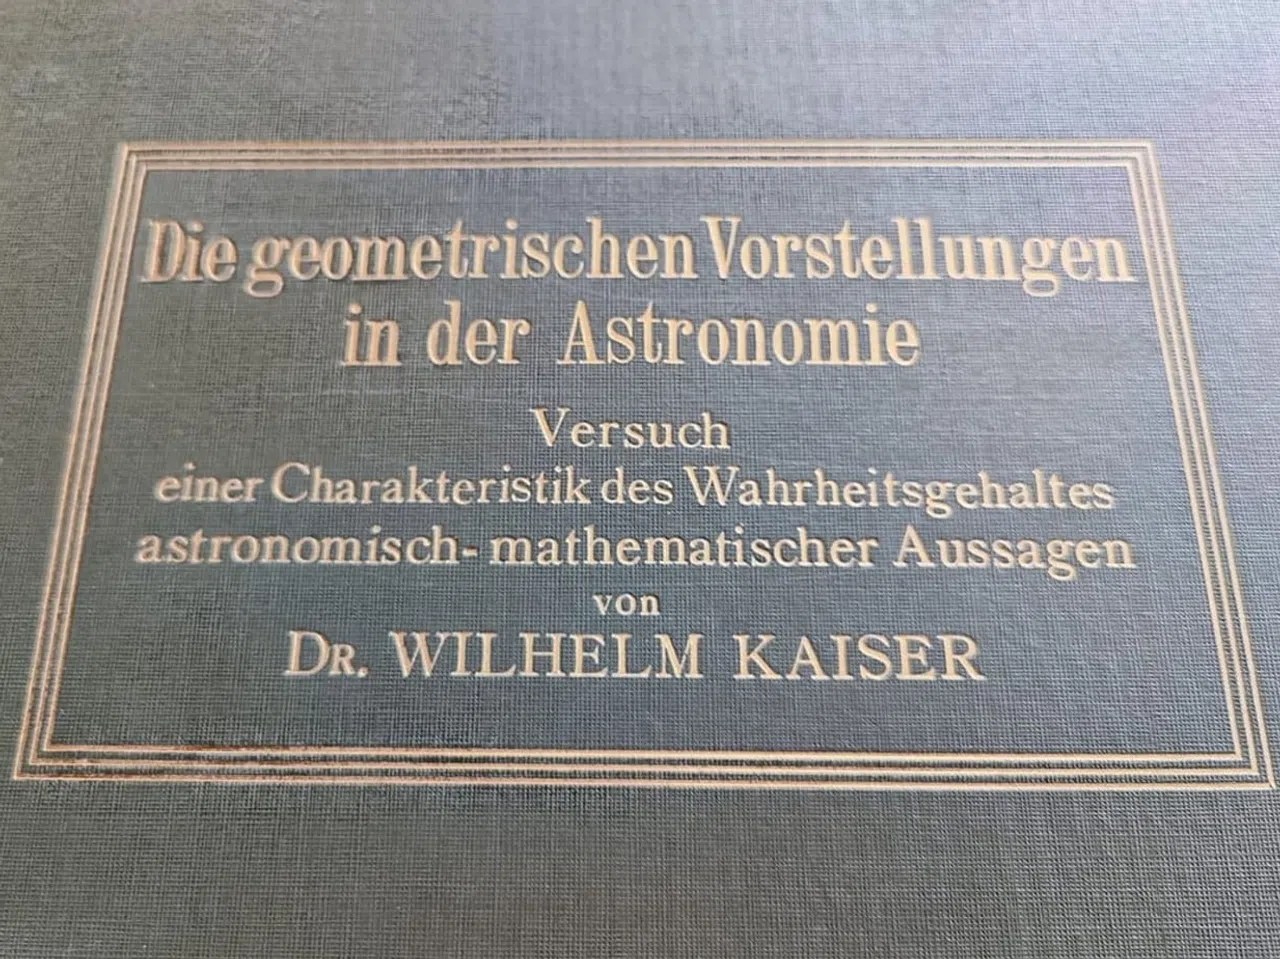 Die geometrischen Vorstellungen
in der Astronomie
Versuch
einer Charakteristik des Wahrheitsgehaltes
astronomisch-mathematischer Aussagen
von
DR. WILHELM KAISER